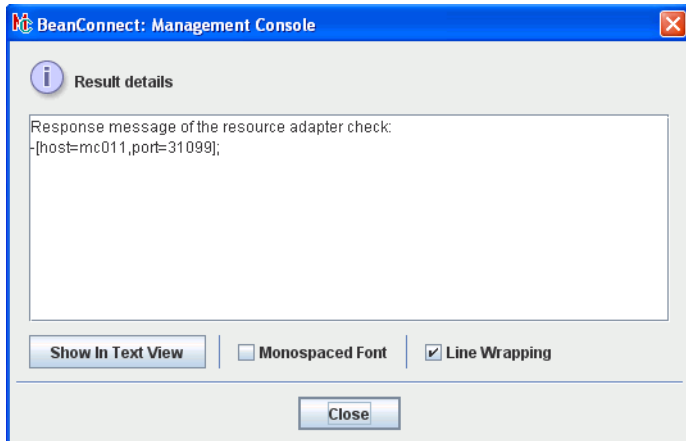 BeanConnect: Management Console
Result details
Response message of the resource adapter check:
-[host=mc011,port=31099];
Show In Text View
Monospaced Font
Line Wrapping
Close